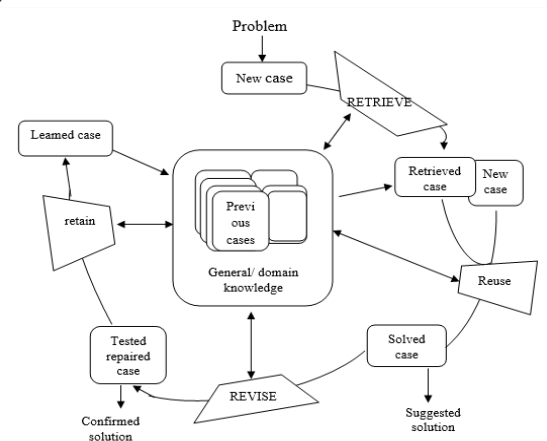 Problem
New case
RETRIEVE
Learned case
Retrieved
case
New
case
retain
Previ
ous
cases
General/ domain
knowledge
Reuse
Tested
repaired
case
Solved
case
REVISE
Confirmed
solution
Suggested
solution